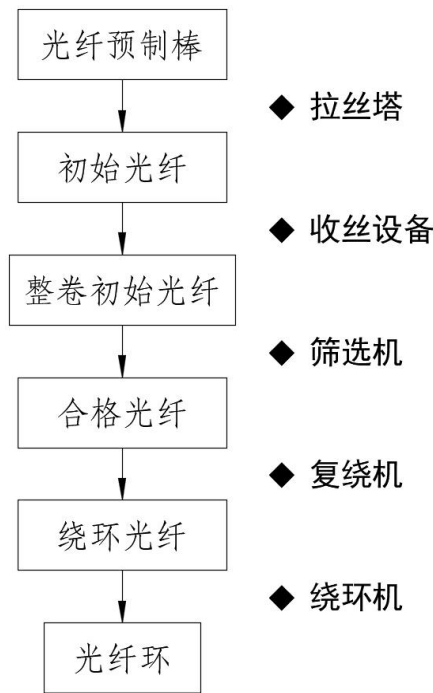 光纤预制棒
◆ 拉丝塔
初始光纤
◆ 收丝设备
整卷初始光纤
◆ 筛选机
合格光纤
◆ 复绕机
绕环光纤
◆ 绕环机
光纤环